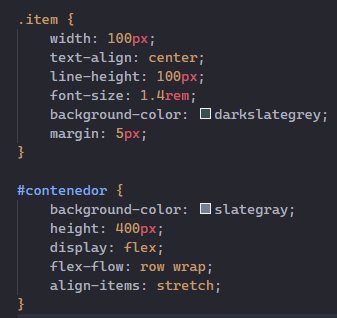 .item {
    width: 100px;
    text-align: center;
    line-height: 100px;
    font-size: 1.4rem;
    background-color: darkslategrey;
    margin: 5px;
}

#contenedor {
    background-color: slategray;
    height: 400px;
    display: flex;
    flex-flow: row wrap;
    align-items: stretch;
}